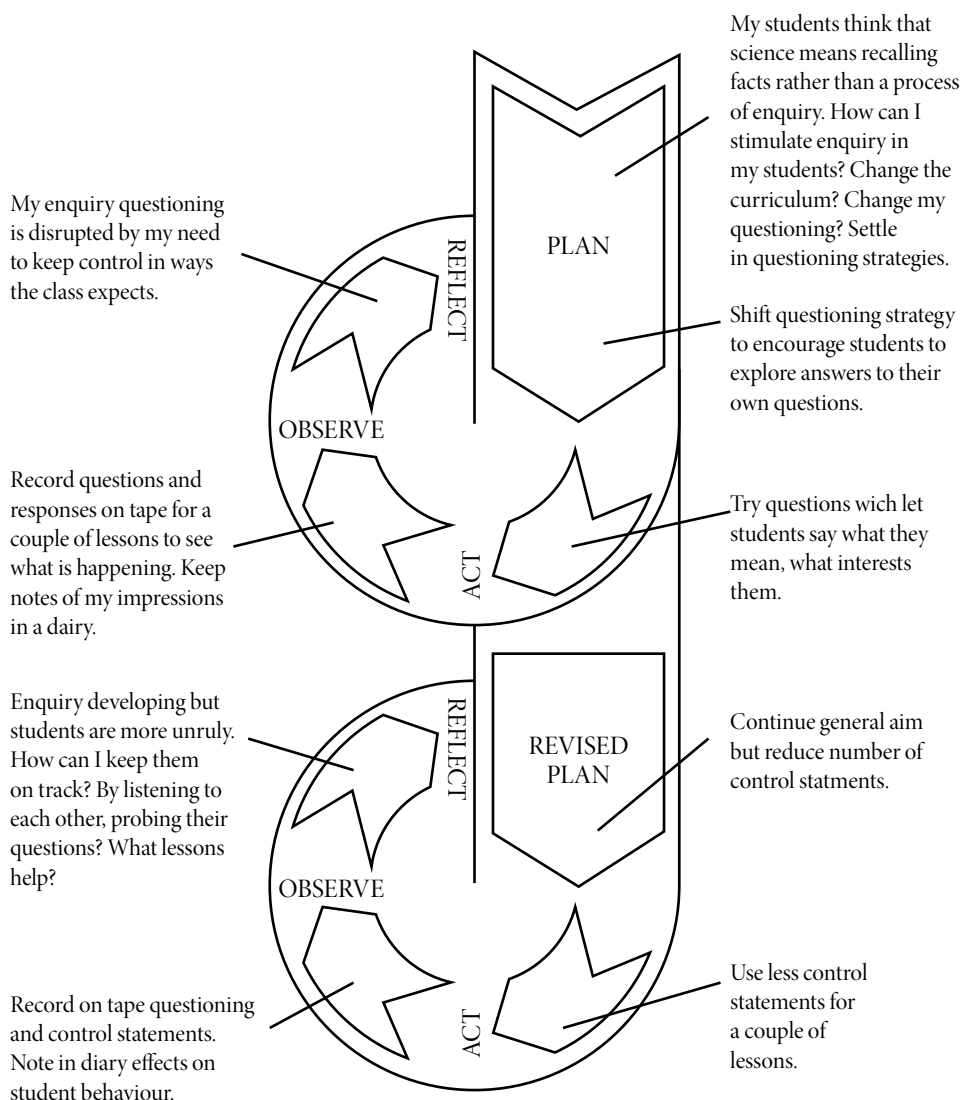 My students think that
science means recalling
facts rather than a process
of enquiry. How can I
stimulate enquiry in
my students? Change the
curriculum? Change my
questioning? Settle
in questioning strategies.
PLAN
Shift questioning strategy
to encourage students to
explore answers to their
own questions.
Try questions wich let
students say what they
mean, what interests
them.
ACT
Record questions and
responses on tape for a
couple of lessons to see
what is happening. Keep
notes of my impressions
in a dairy.
OBSERVE
My enquiry questioning
is disrupted by my need
to keep control in ways
the class expects.
REFLECT
REVISED
PLAN
Continue general aim
but reduce number of
control statments.
Use less control
statements for
a couple of
lessons.
ACT
Record on tape questioning
and control statements.
Note in diary effects on
student behaviour.
OBSERVE
Enquiry developing but
students are more unruly.
How can I keep them
on track? By listening to
each other, probing their
questions? What lessons
help?
REFLECT